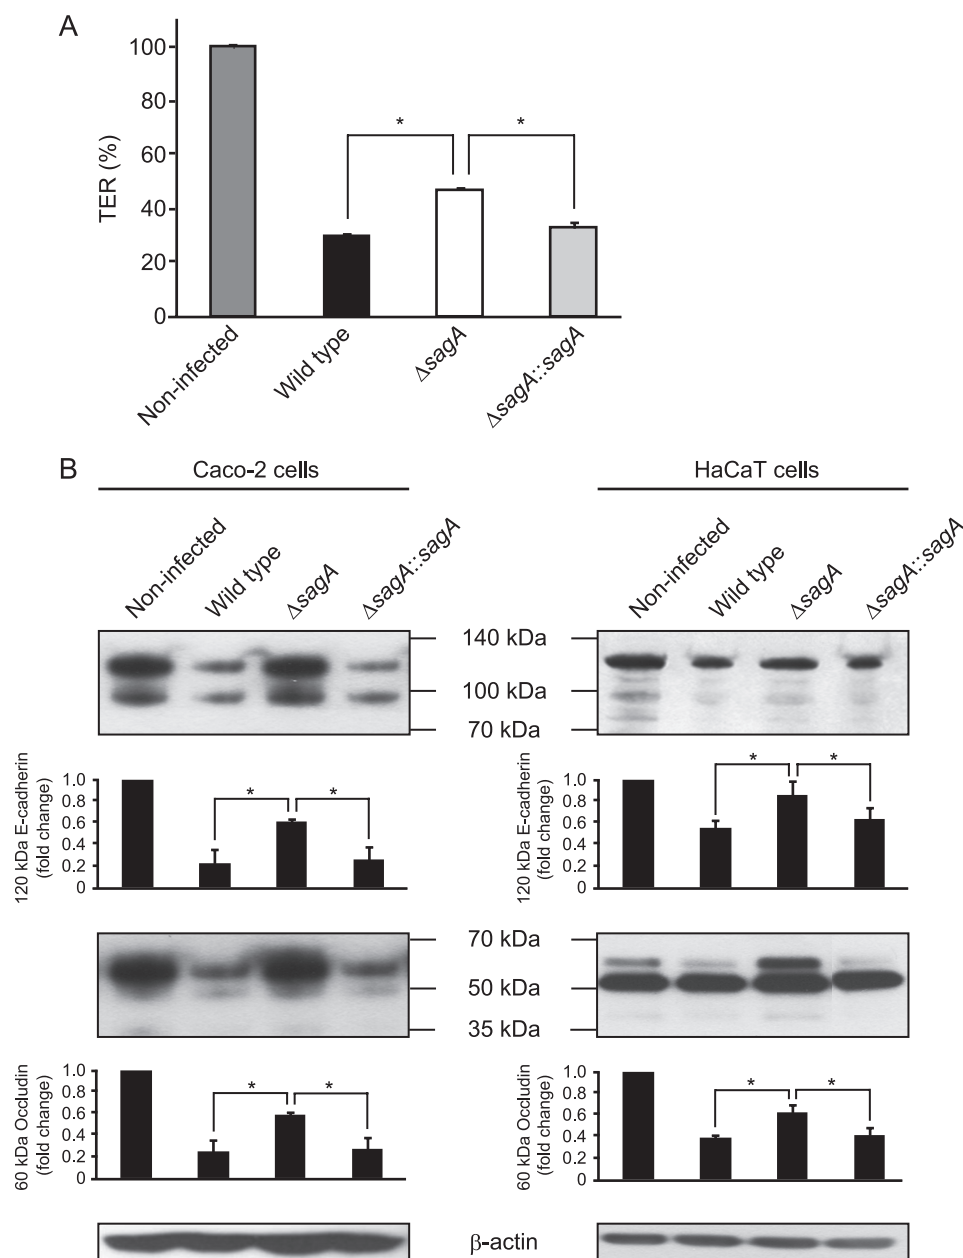 A
100
80
60
40
20
0
TER (%)
*
*
Non-infected
Wild type
ΔsagA
ΔsagA::sagA
B
Caco-2 cells
HaCaT cells
Non-infected
Wild type
ΔsagA
ΔsagA::sagA
Non-infected
Wild type
ΔsagA
ΔsagA::sagA
140 kDa
100 kDa
70 kDa
120 kDa E-cadherin
(fold change)
1.0
0.8
0.6
0.4
0.2
0
*
*
120 kDa E-cadherin
(fold change)
1.0
0.8
0.6
0.4
0.2
0
*
*
70 kDa
50 kDa
35 kDa
60 kDa Occludin
(fold change)
1.0
0.8
0.6
0.4
0.2
0
*
*
60 kDa Occludin
(fold change)
1.0
0.8
0.6
0.4
0.2
0
*
*
β-actin